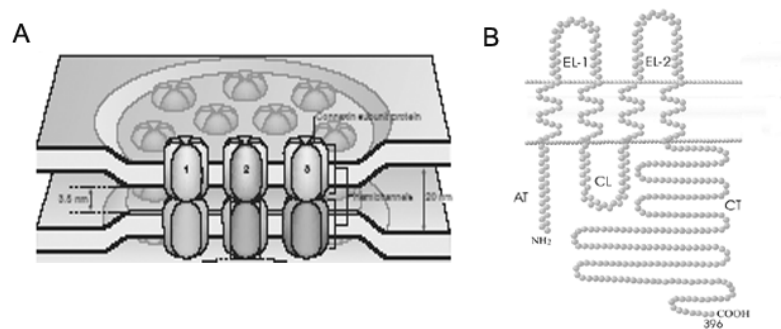 A
B
Connexin subunit protein
1
2
3
Hemichannels
3.5 nm
20 nm
EL-1
EL-2
AT
CL
CT
NH2
COOH
396